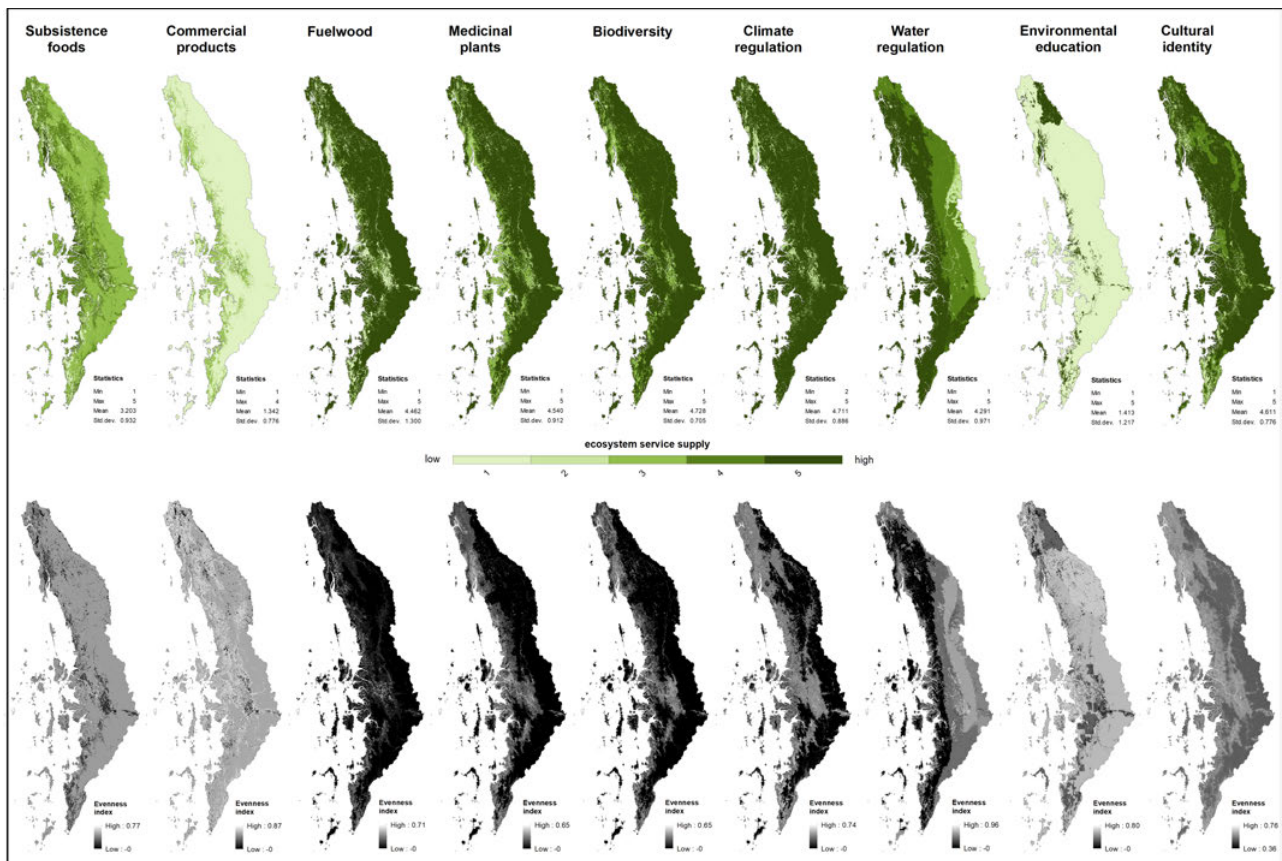 Subsistence foods
Commercial products
Fuelwood
Medicinal plants
Biodiversity
Climate regulation
Water regulation
Environmental education
Cultural identity
Statistics
Min 1
Max 5
Mean 3.203
Std.dev. 0.932
Statistics
Min 1
Max 4
Mean 1.342
Std.dev. 0.776
Statistics
Min 1
Max 5
Mean 4.462
Std.dev. 1.300
Statistics
Min 1
Max 5
Mean 4.540
Std.dev. 0.912
Statistics
Min 1
Max 5
Mean 4.728
Std.dev. 0.705
Statistics
Min 2
Max 5
Mean 4.711
Std.dev.
Statistics
Min 1
Max 5
Mean 4.291
Std.dev. 0.971
Statistics
Min 1
Max 5
Mean 1.413
Std.dev. 1.217
Statistics
Min 1
Max 5
Mean 4.611
Std.dev. 0.776
ecosystem service supply
low 1 2 3 4 5 high
Evenness index
High : 0.77
Low : -0
Evenness index
High : 0.87
Low : -0
Evenness index
High : 0.71
Low : -0
Evenness index
High : 0.65
Low : -0
Evenness index
High : 0.65
Low : -0
Evenness index
High : 0.74
Low : -0
Evenness index
High : 0.96
Low : -0
Evenness index
High : 0.80
Low : -0
Evenness index
High : 0.76
Low : 0.36